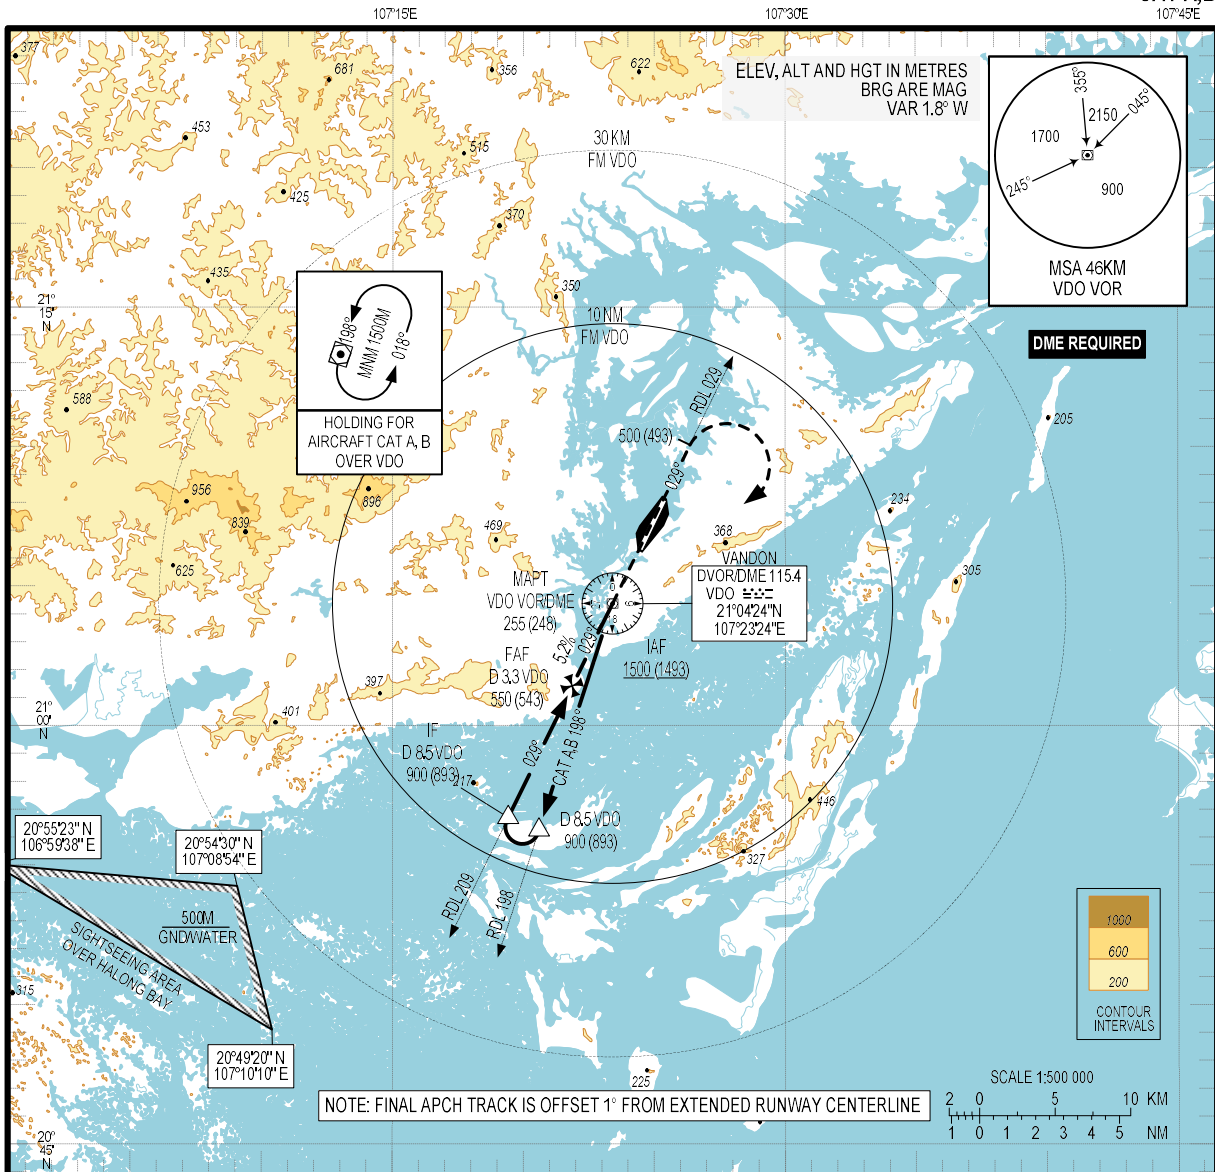 107°15'E
107°30'E
107°45'E
377
681
356
622
453
515
425
370
435
350
588
ELEV, ALT AND HGT IN METRES
BRG ARE MAG
VAR 1.8° W
355°
045°
2150
1700
245°
900
MSA 46KM
VDO VOR
30 KM
FM VDO
21°
15'
N
10 NM
FM VDO
DME REQUIRED
198°
MNM 1500M
018°
HOLDING FOR
AIRCRAFT CAT A, B
OVER VDO
RDL 029
500 (493)
029°
205
956
896
839
625
469
368
234
305
VANDON
DVOR/DME 115.4
VDO
21°04'24"N
107°23'24"E
MAPT
VDO VOR/DME
255 (248)
IAF
1500 (1493)
5.2%
029°
FAF
D 3.3 VDO
550 (543)
397
401
21°
00'
N
IF
D 8.5 VDO
900 (893)
217
029°
CAT A,B 198°
D 8.5 VDO
900 (893)
446
327
RDL 209
RDL 198
20°55'23" N
106°59'38" E
20°54'30" N
107°08'54" E
500M
GND/WATER
SIGHTSEEING AREA
OVER HALONG BAY
315
20°49'20" N
107°10'10" E
225
1000
600
200
CONTOUR
INTERVALS
NOTE: FINAL APCH TRACK IS OFFSET 1° FROM EXTENDED RUNWAY CENTERLINE
SCALE 1:500 000
2 0 5 10 KM
1 0 1 2 3 4 5 NM
20°
45'
N